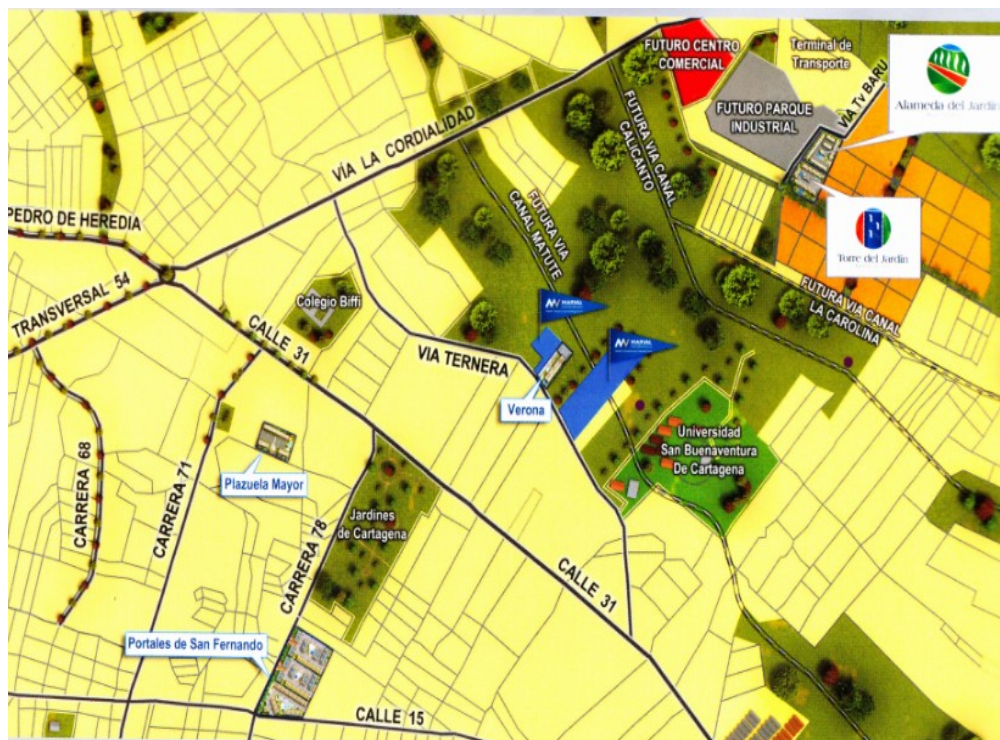 FUTURO CENTRO
COMERCIAL
Terminal de
Transporte
Alameda del Jardín
FUTURO PARQUE
INDUSTRIAL
VIA Tv BARU
VÍA LA CORDIALIDAD
FUTURA VIA CANAL
CALICANTO
FUTURA VIA
CANAL MATUTE
PEDRO DE HEREDIA
Torre del Jardín
TRANSVERSAL 54
Colegio Biffi
FUTURA VIA CANAL
LA CAROLINA
CALLE 31
MARVAL
MARVAL
VIA TERNERA
Verona
Universidad
San Buenaventura
De Cartagena
CARRERA 68
CARRERA 71
Plazuela Mayor
Jardines
de Cartagena
CARRERA 78
CALLE 31
Portales de San Fernando
CALLE 15